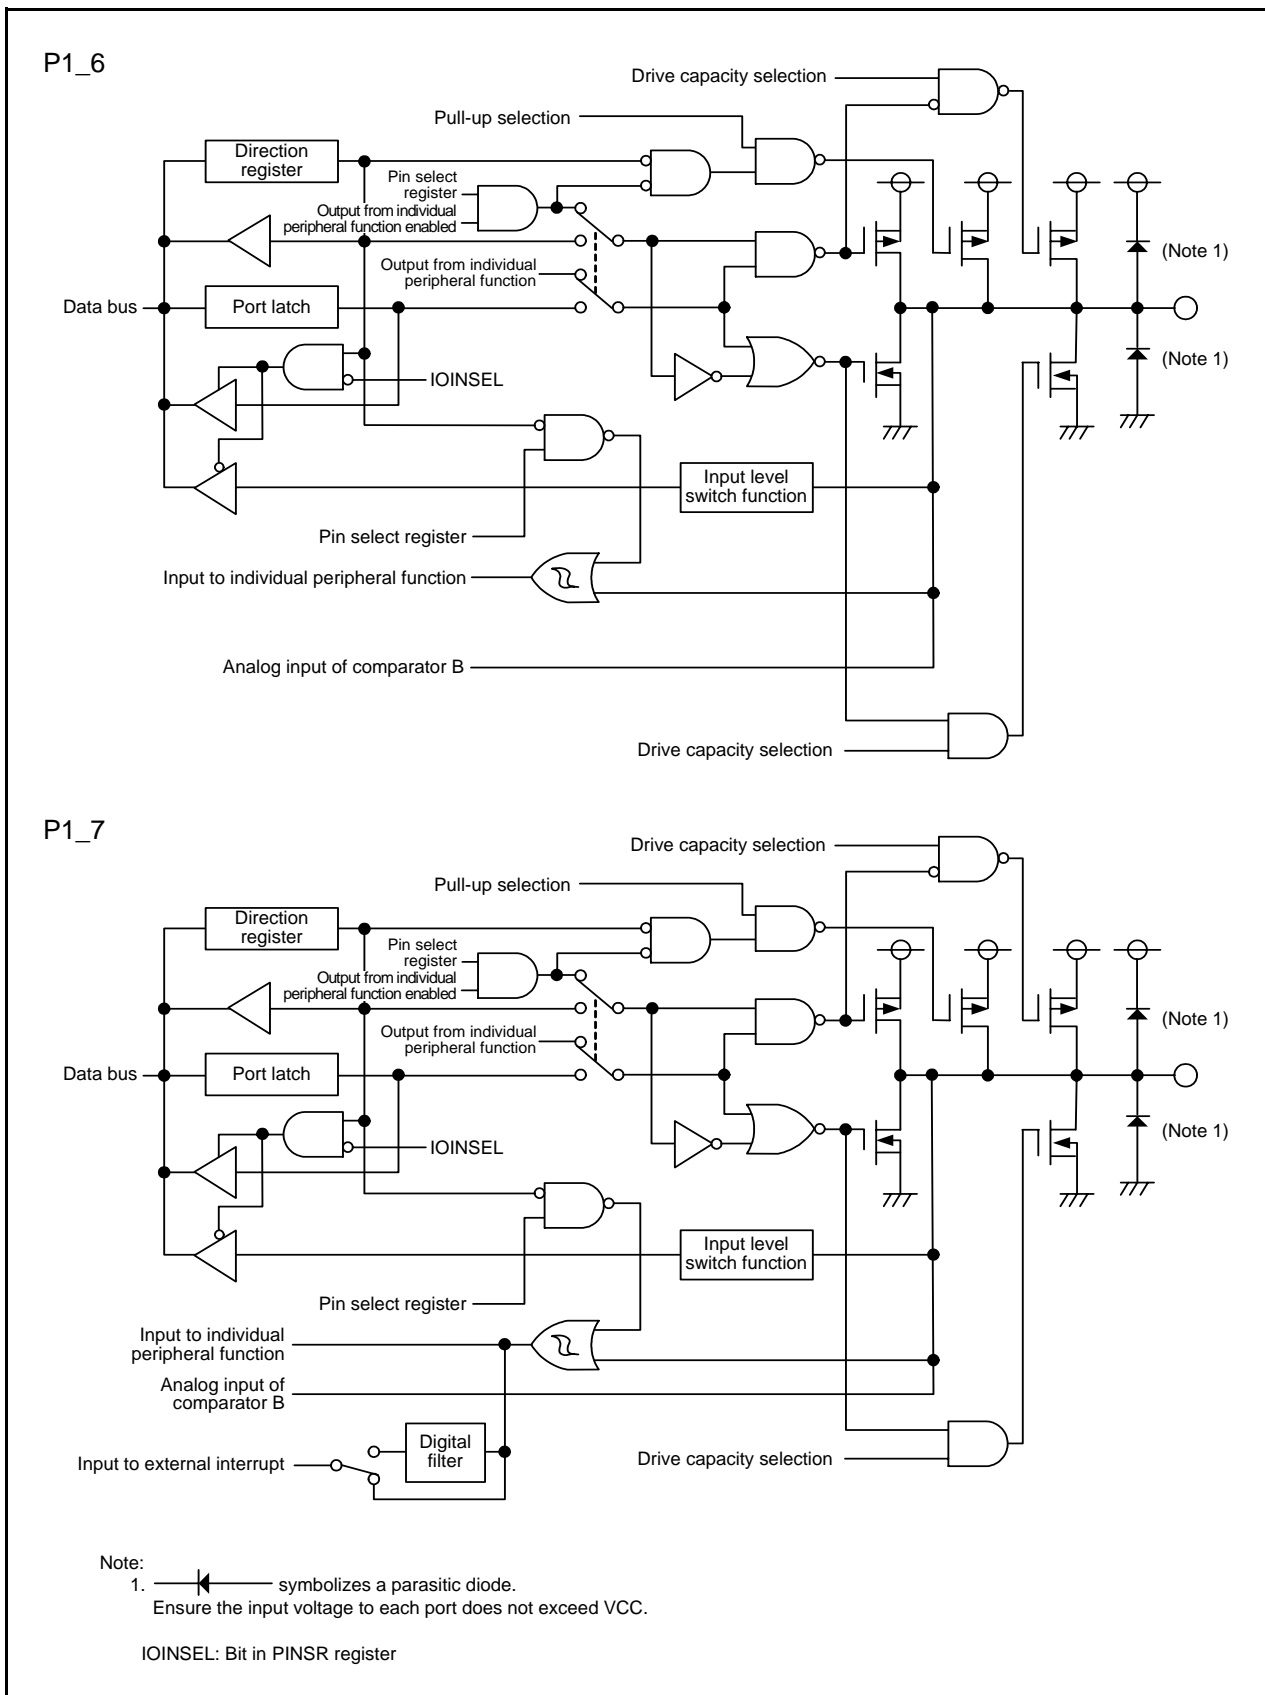 P1_6
Drive capacity selection
Pull-up selection
Direction
register
Pin select
register
Output from individual
peripheral function enabled
Output from individual
peripheral function
(Note 1)
Data bus
Port latch
(Note 1)
IOINSEL
Input level
switch function
Pin select register
Input to individual peripheral function
Analog input of comparator B
Drive capacity selection
P1_7
Drive capacity selection
Pull-up selection
Direction
register
Pin select
register
Output from individual
peripheral function enabled
(Note 1)
Output from individual
peripheral function
Data bus
Port latch
(Note 1)
IOINSEL
Input level
switch function
Pin select register
Input to individual
peripheral function
Analog input of
comparator B
Digital
filter
Input to external interrupt
Drive capacity selection
Note:
1. symbolizes a parasitic diode.
Ensure the input voltage to each port does not exceed VCC.
IOINSEL: Bit in PINSR register